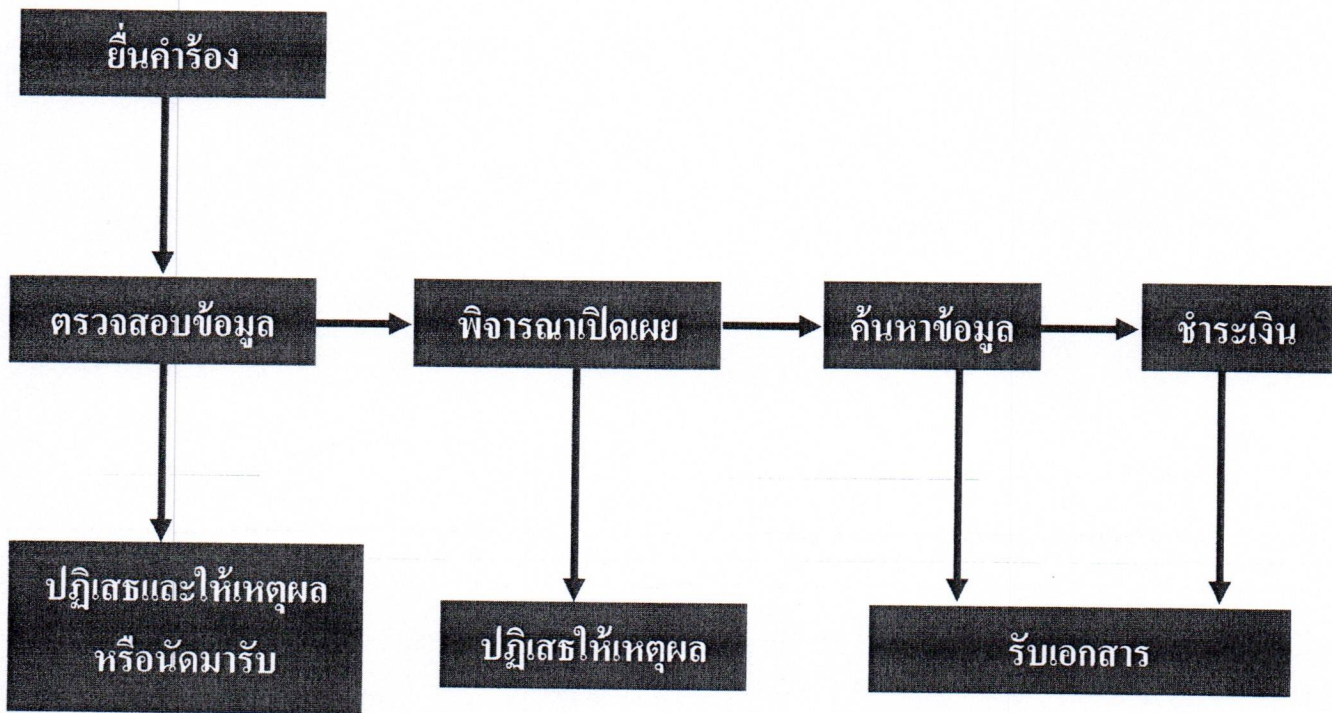 ยื่นคำร้อง
ตรวจสอบข้อมูล
พิจารณาเปิดเผย
ค้นหาข้อมูล
ชำระเงิน
ปฏิเสธและให้เหตุผล
หรือนัดมารับ
ปฏิเสธให้เหตุผล
รับเอกสาร